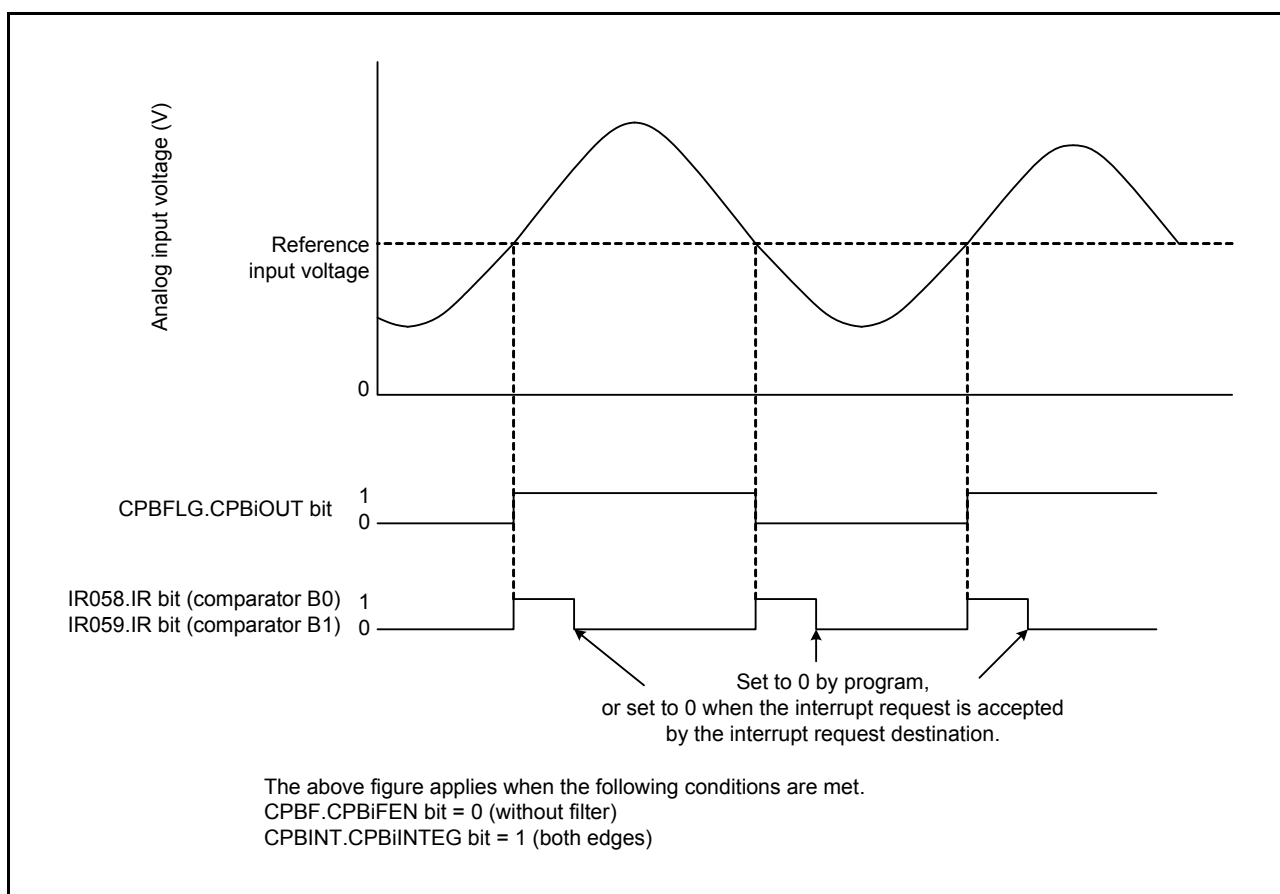 Analog input voltage (V)
Reference
input voltage
0
CPBFLG.CPBiOUT bit
1
0
IR058.IR bit (comparator B0)
IR059.IR bit (comparator B1)
1
0
Set to 0 by program,
or set to 0 when the interrupt request is accepted
by the interrupt request destination.
The above figure applies when the following conditions are met.
CPBF.CPBiFEN bit = 0 (without filter)
CPBINT.CPBiINTEG bit = 1 (both edges)